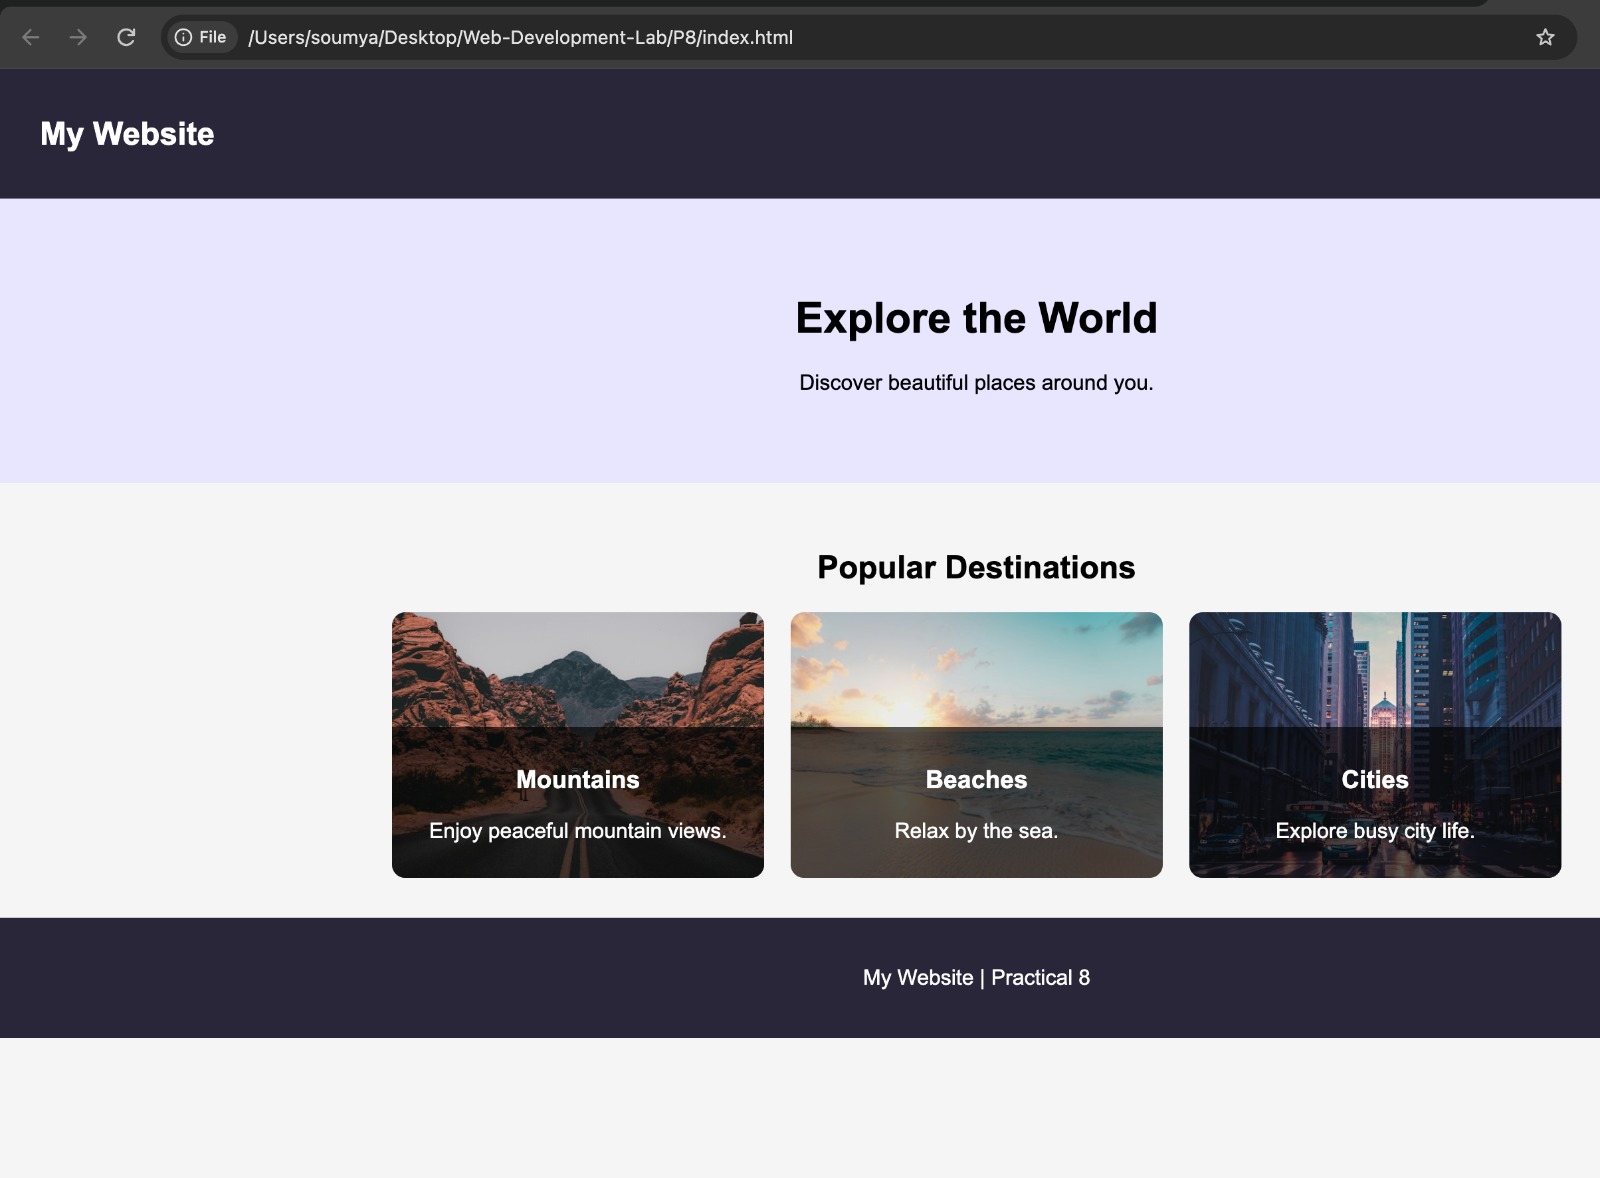 File /Users/soumya/Desktop/Web-Development-Lab/P8/index.html
My Website
Explore the World
Discover beautiful places around you.
Popular Destinations
Mountains
Enjoy peaceful mountain views.
Beaches
Relax by the sea.
Cities
Explore busy city life.
My Website | Practical 8